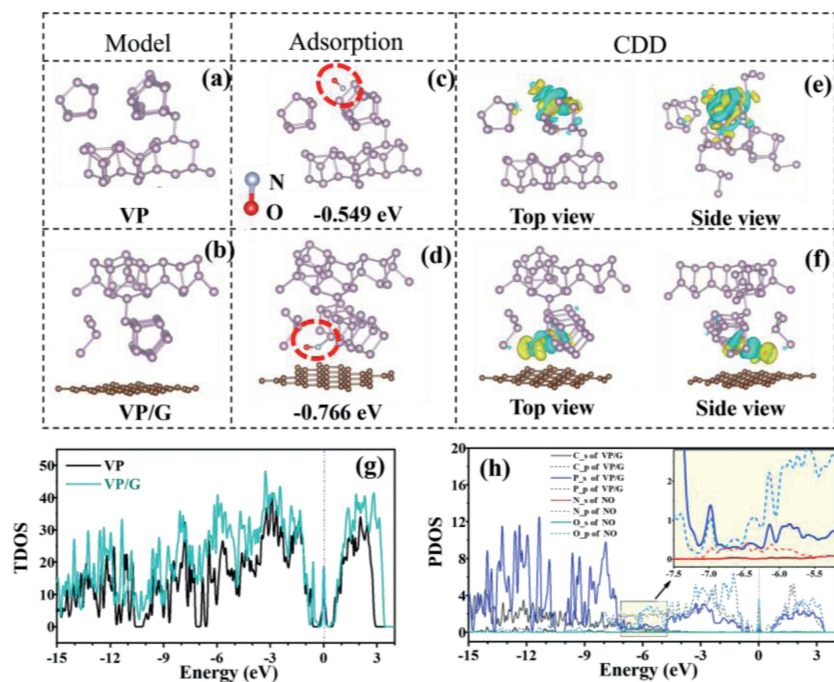 Model
Adsorption
CDD
(a)
(c)
(e)
N
O
VP
-0.549 eV
Top view
Side view
(b)
(d)
(f)
VP/G
-0.766 eV
Top view
Side view
(g)
VP
VP/G
TDOS
50
40
30
20
10
0
-15
-12
-9
-6
-3
0
3
Energy (eV)
(h)
C_s of VP/G
C_p of VP/G
P_s of VP/G
P_p of VP/G
N_s of NO
N_p of NO
O_s of NO
O_p of NO
PDOS
20
16
12
8
4
0
-15
-12
-9
-6
-3
0
3
Energy (eV)
2
1
0
-7.5
-7.0
-6.5
-6.0
-5.5